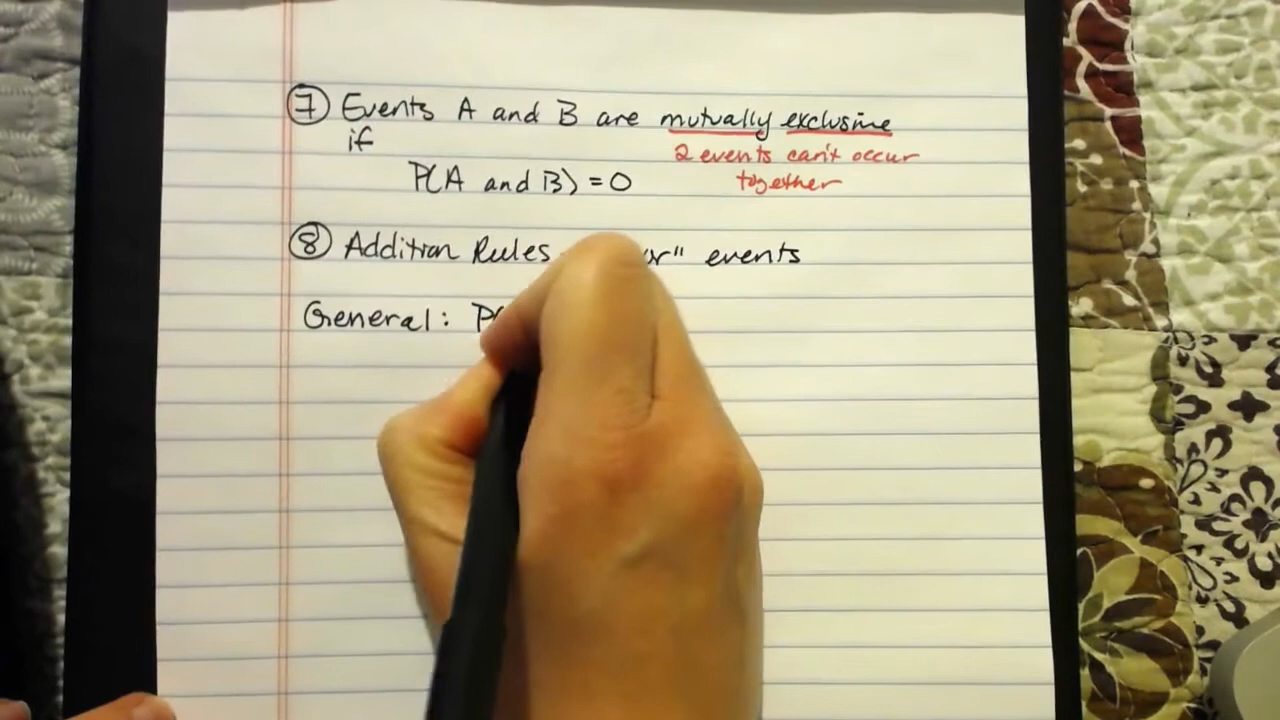 ⑦ Events A and B are mutually exclusive
if
2 events can't occur
together
P(A and B) = 0
⑧ Addition Rules or" events
General: P(